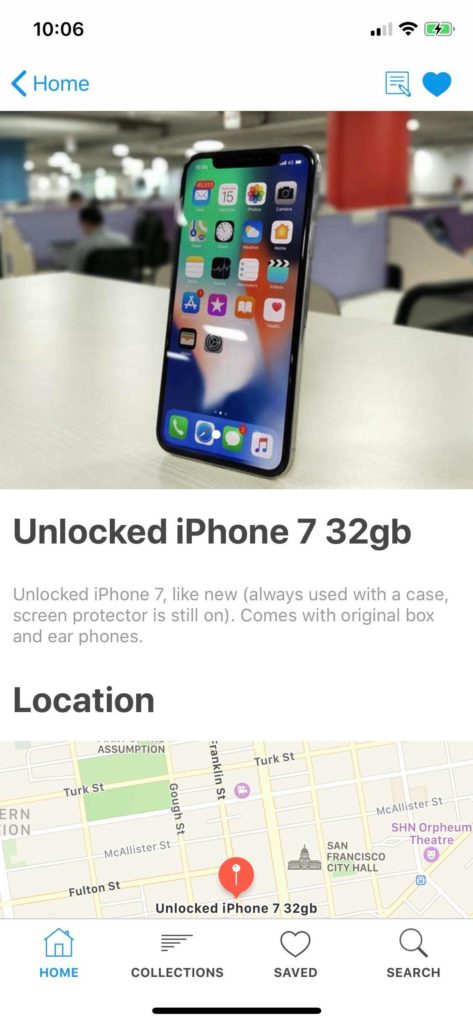 10:06
Home
Unlocked iPhone 7 32gb
Unlocked iPhone 7, like new (always used with a case,
screen protector is still on). Comes with original box
and ear phones.
Location
ASSUMPTION
Turk St
Franklin St
Turk St
Gough St
ERN
ION
McAllister St
McAllister St
SHN Orpheum
Theatre
SAN
FRANCISCO
CITY HALL
Fulton St
Unlocked iPhone 7 32gb
HOME
COLLECTIONS
SAVED
SEARCH